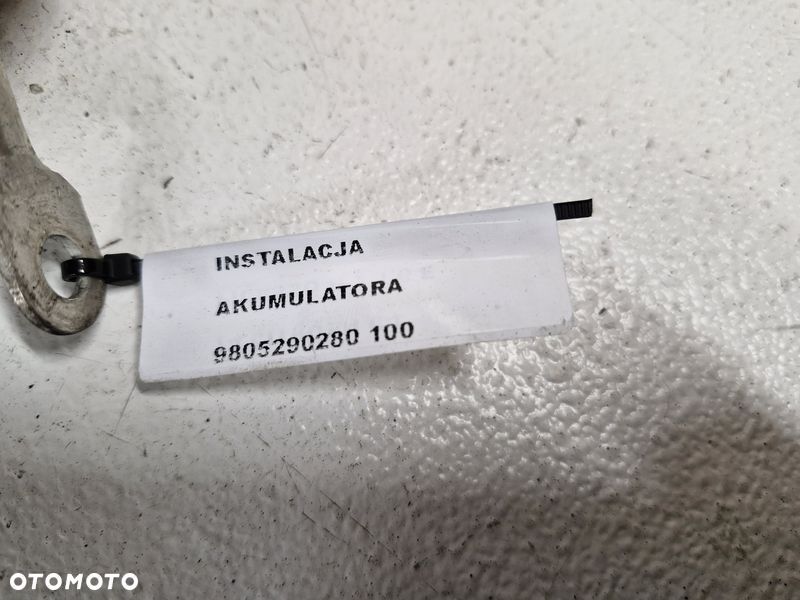 INSTALACJA
AKUMULATORA
9805290280 100
OTOMOTO